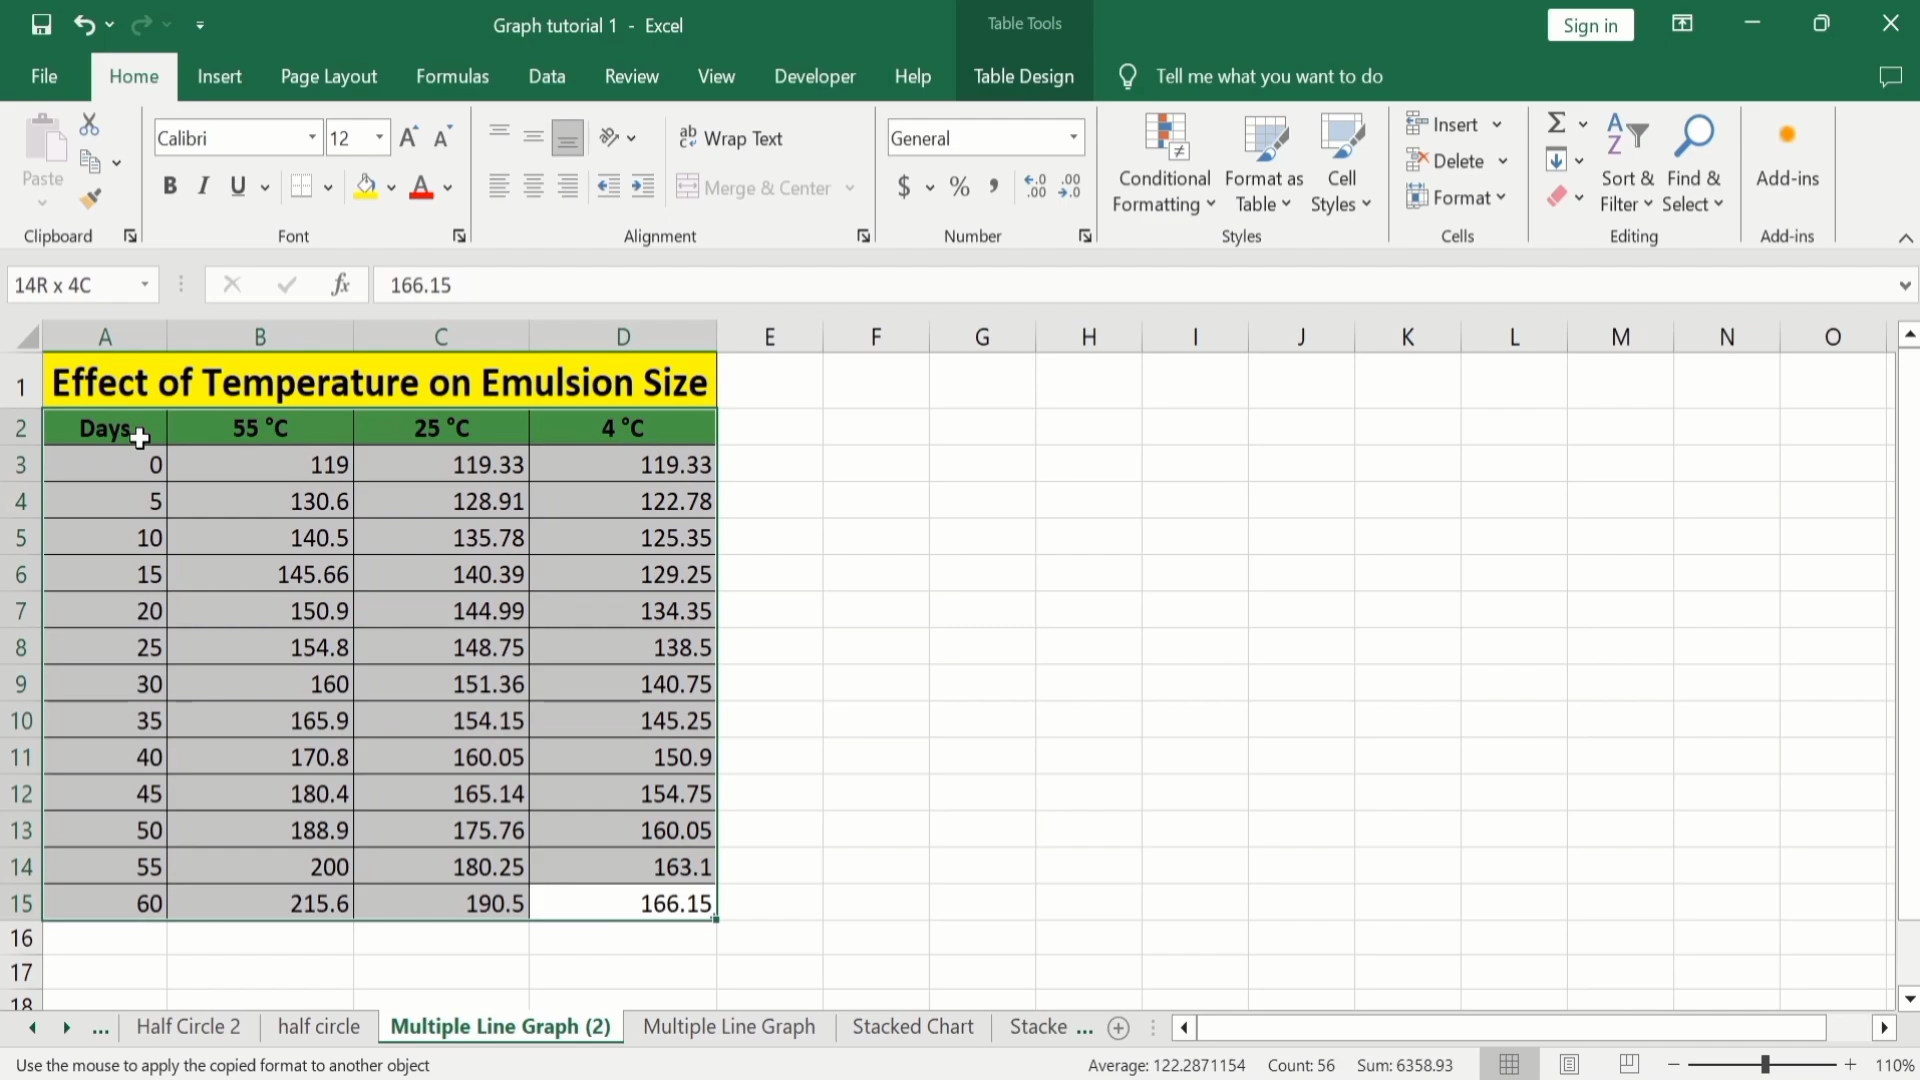 Graph tutorial 1 - Excel
Table Tools
Sign in
File Home Insert Page Layout Formulas Data Review View Developer Help Table Design Tell me what you want to do
Paste
Clipboard
Calibri 12
B I U
Font
ab Wrap Text
Merge & Center
Alignment
General
$ % ,
Number
Conditional Formatting
Format as Table
Cell Styles
Styles
Insert
Delete
Format
Cells
Sort & Filter
Find & Select
Editing
Add-ins
Add-ins
14R x 4C fx 166.15
A B C D E F G H I J K L M N O
1 Effect of Temperature on Emulsion Size
2 Days 55 °C 25 °C 4 °C
3 0 119 119.33 119.33
4 5 130.6 128.91 122.78
5 10 140.5 135.78 125.35
6 15 145.66 140.39 129.25
7 20 150.9 144.99 134.35
8 25 154.8 148.75 138.5
9 30 160 151.36 140.75
10 35 165.9 154.15 145.25
11 40 170.8 160.05 150.9
12 45 180.4 165.14 154.75
13 50 188.9 175.76 160.05
14 55 200 180.25 163.1
15 60 215.6 190.5 166.15
16
17
18
... Half Circle 2 half circle Multiple Line Graph (2) Multiple Line Graph Stacked Chart Stacke ...
Use the mouse to apply the copied format to another object Average: 122.2871154 Count: 56 Sum: 6358.93 110%